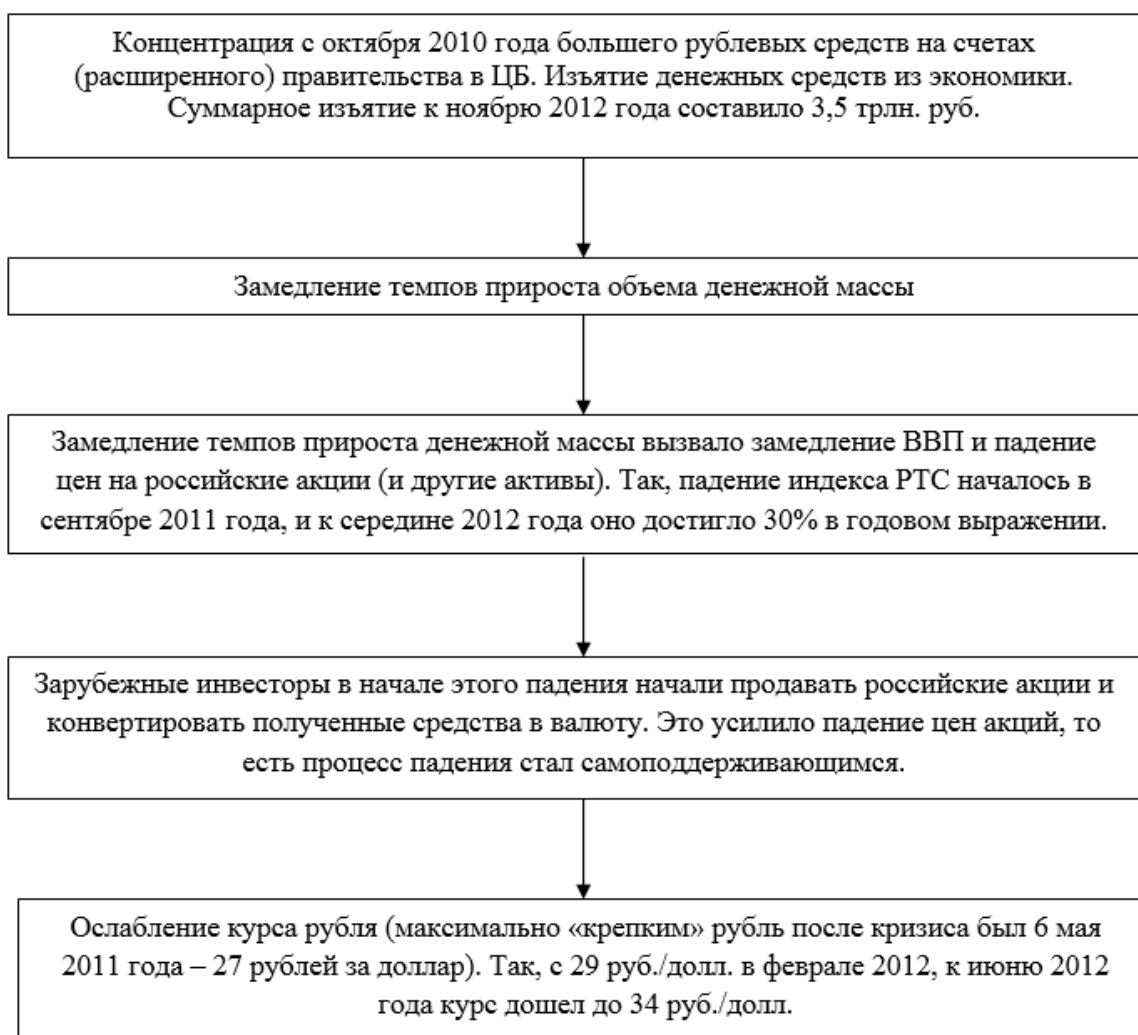 Концентрация с октября 2010 года большего рублевых средств на счетах
(расширенного) правительства в ЦБ. Изъятие денежных средств из экономики.
Суммарное изъятие к ноябрю 2012 года составило 3,5 трлн. руб.
Замедление темпов прироста объема денежной массы
Замедление темпов прироста денежной массы вызвало замедление ВВП и падение
цен на российские акции (и другие активы). Так, падение индекса РТС началось в
сентябре 2011 года, и к середине 2012 года оно достигло 30% в годовом выражении.
Зарубежные инвесторы в начале этого падения начали продавать российские акции и
конвертировать полученные средства в валюту. Это усилило падение цен акций, то
есть процесс падения стал самоподдерживающимся.
Ослабление курса рубля (максимально «крепким» рубль после кризиса был 6 мая
2011 года – 27 рублей за доллар). Так, с 29 руб./долл. в феврале 2012, к июню 2012
года курс дошел до 34 руб./долл.